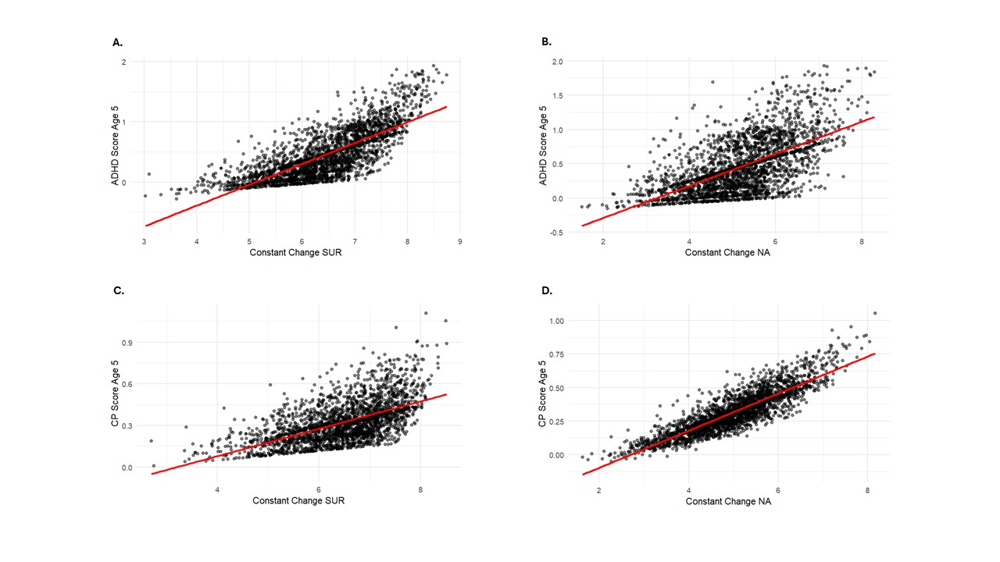 A.
2
1
0
ADHD Score Age 5
3 4 5 6 7 8 9
Constant Change SUR
B.
2.0
1.5
1.0
0.5
0.0
-0.5
ADHD Score Age 5
2 4 6 8
Constant Change NA
C.
0.9
0.6
0.3
0.0
CP Score Age 5
4 6 8
Constant Change SUR
D.
1.00
0.75
0.50
0.25
0.00
CP Score Age 5
2 4 6 8
Constant Change NA